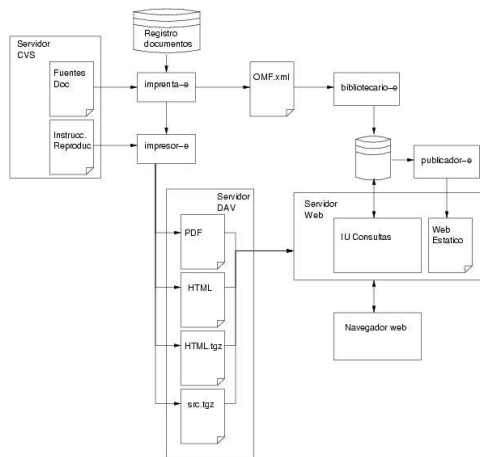 Registro
documentos
Servidor
CVS
Fuentes
Doc
imprenta-e
OMF.xml
bibliotecario-e
Instrucc.
Reproduc
impresor-e
publicador-e
Servidor
DAV
Servidor
Web
PDF
IU Consultas
Web
Estatico
HTML
Navegador web
HTML.tgz
src.tgz